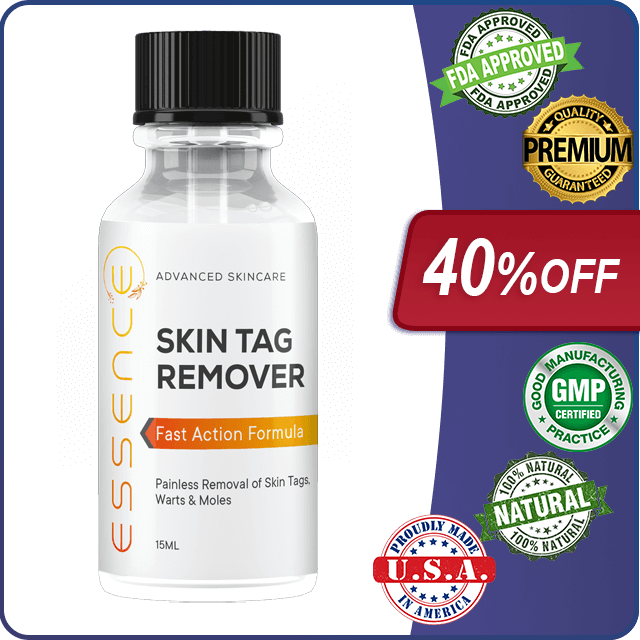 ESSENCE
ADVANCED SKINCARE
SKIN TAG
REMOVER
Fast Action Formula
Painless Removal of Skin Tags,
Warts & Moles
15ML
FDA APPROVED
FDA APPROVED
FDA APPROVED
QUALITY
PREMIUM
GUARANTEED
40%OFF
GOOD MANUFACTURING
GMP
CERTIFIED
PRACTICE
100% NATURAL
NATURAL
100% NATURAL
PROUDLY MADE
U.S.A.
IN AMERICA